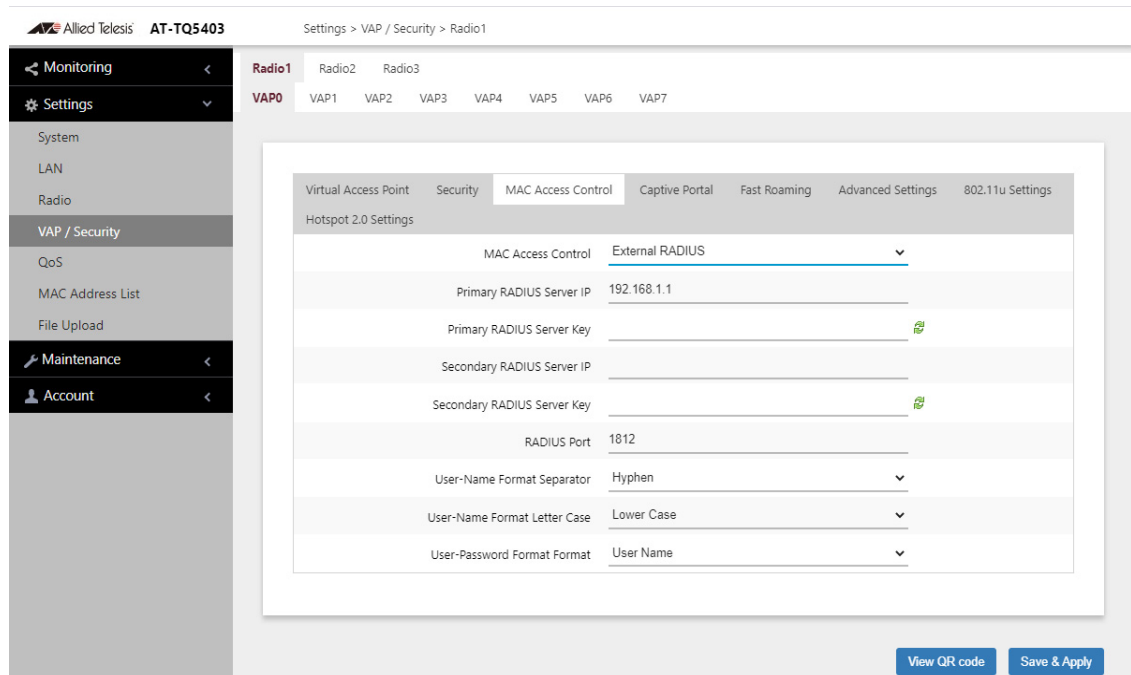 Allied Telesis AT-TQ5403 Settings > VAP / Security > Radio1
Monitoring
Settings
System
LAN
Radio
VAP / Security
QoS
MAC Address List
File Upload
Maintenance
Account
Radio1 Radio2 Radio3
VAP0 VAP1 VAP2 VAP3 VAP4 VAP5 VAP6 VAP7
Virtual Access Point Security MAC Access Control Captive Portal Fast Roaming Advanced Settings 802.11u Settings
Hotspot 2.0 Settings
MAC Access Control External RADIUS
Primary RADIUS Server IP 192.168.1.1
Primary RADIUS Server Key
Secondary RADIUS Server IP
Secondary RADIUS Server Key
RADIUS Port 1812
User-Name Format Separator Hyphen
User-Name Format Letter Case Lower Case
User-Password Format Format User Name
View QR code Save & Apply